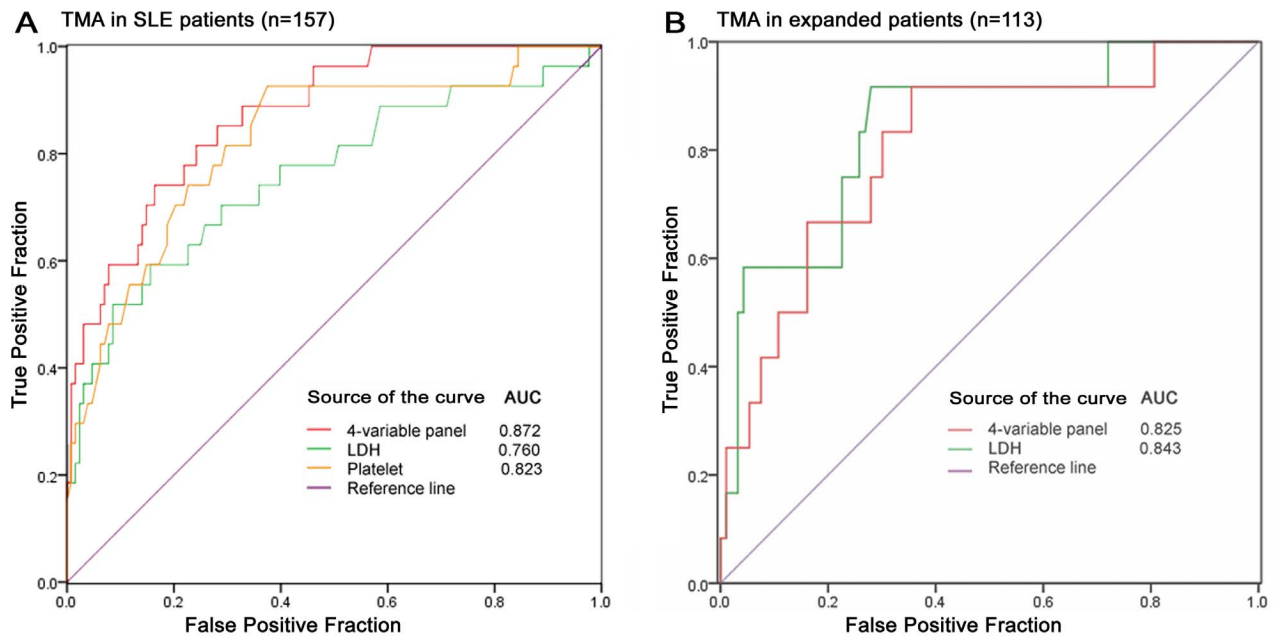 A TMA in SLE patients (n=157)
True Positive Fraction
1.0
0.8
0.6
0.4
0.2
0.0
Source of the curve AUC
4-variable panel 0.872
LDH 0.760
Platelet 0.823
Reference line
0.0 0.2 0.4 0.6 0.8 1.0
False Positive Fraction
B TMA in expanded patients (n=113)
True Positive Fraction
1.0
0.8
0.6
0.4
0.2
0.0
Source of the curve AUC
4-variable panel 0.825
LDH 0.843
Reference line
0.0 0.2 0.4 0.6 0.8 1.0
False Positive Fraction